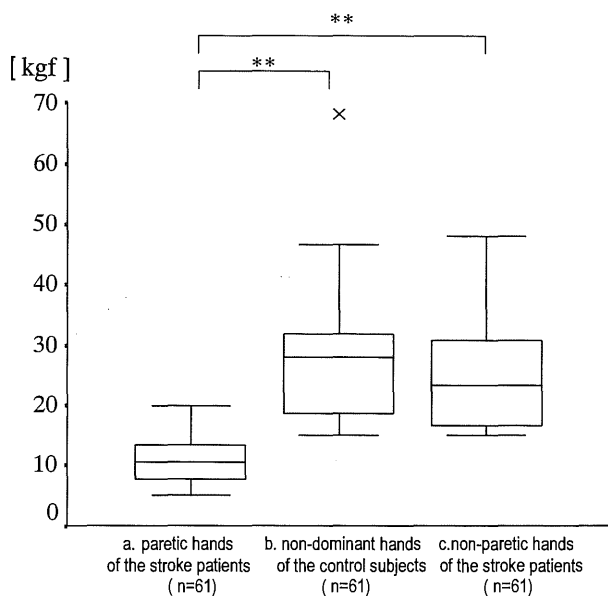 **
[ kgf ]
**
70
60
50
40
30
20
10
0
a. paretic hands
of the stroke patients
( n=61)
b. non-dominant hands
of the control subjects
( n=61)
c.non-paretic hands
of the stroke patients
( n=61)